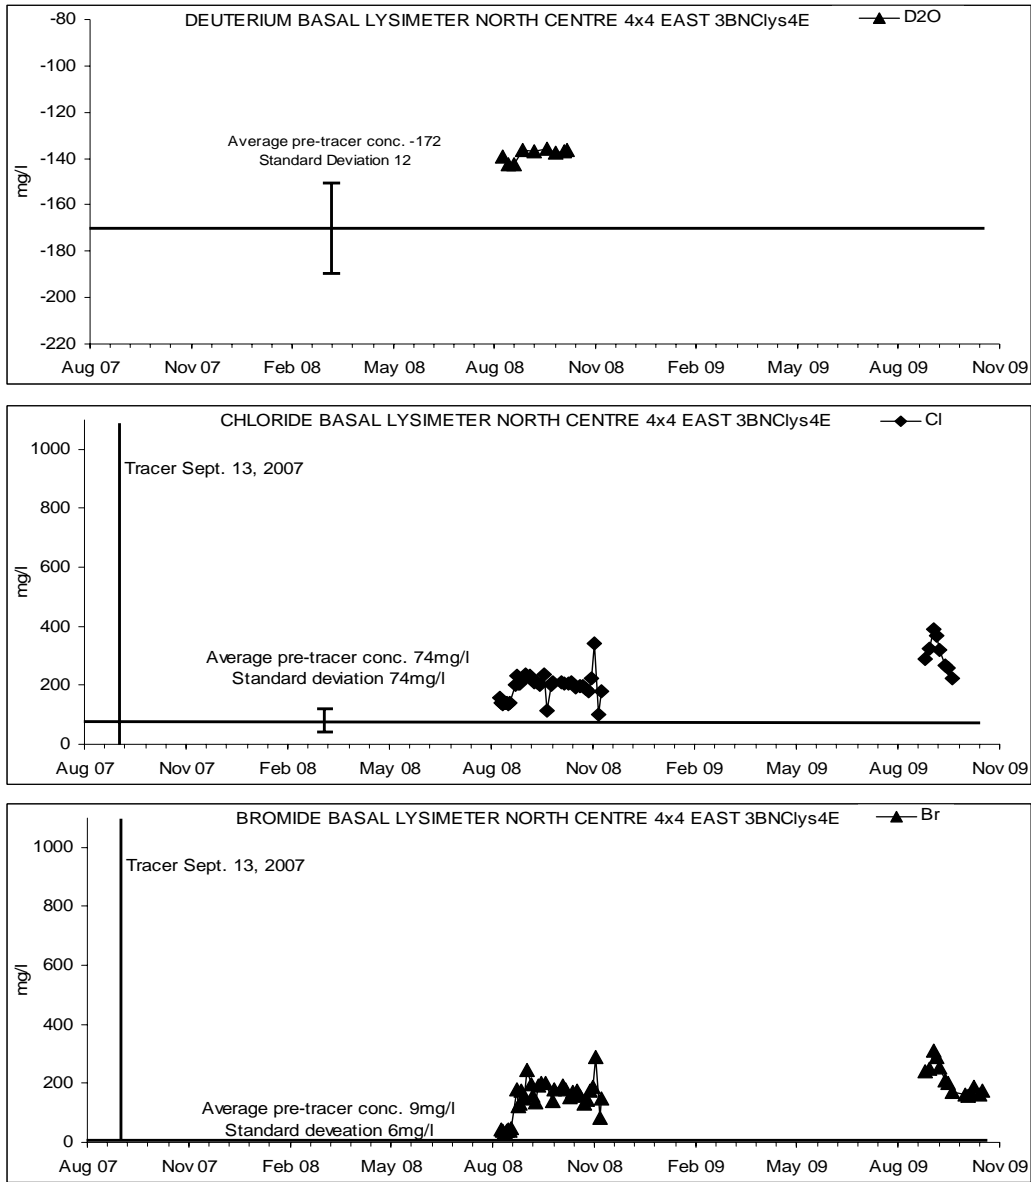 DEUTERIUM BASAL LYSIMETER NORTH CENTRE 4x4 EAST 3BNClys4E
D2O
-80
-100
-120
-140
-160
-180
-200
-220
mg/l
Average pre-tracer conc. -172
Standard Deviation 12
Aug 07 Nov 07 Feb 08 May 08 Aug 08 Nov 08 Feb 09 May 09 Aug 09 Nov 09
CHLORIDE BASAL LYSIMETER NORTH CENTRE 4x4 EAST 3BNClys4E
Cl
1000
800
600
400
200
0
mg/l
Tracer Sept. 13, 2007
Average pre-tracer conc. 74mg/l
Standard deviation 74mg/l
Aug 07 Nov 07 Feb 08 May 08 Aug 08 Nov 08 Feb 09 May 09 Aug 09 Nov 09
BROMIDE BASAL LYSIMETER NORTH CENTRE 4x4 EAST 3BNClys4E
Br
1000
800
600
400
200
0
mg/l
Tracer Sept. 13, 2007
Average pre-tracer conc. 9mg/l
Standard deveation 6mg/l
Aug 07 Nov 07 Feb 08 May 08 Aug 08 Nov 08 Feb 09 May 09 Aug 09 Nov 09